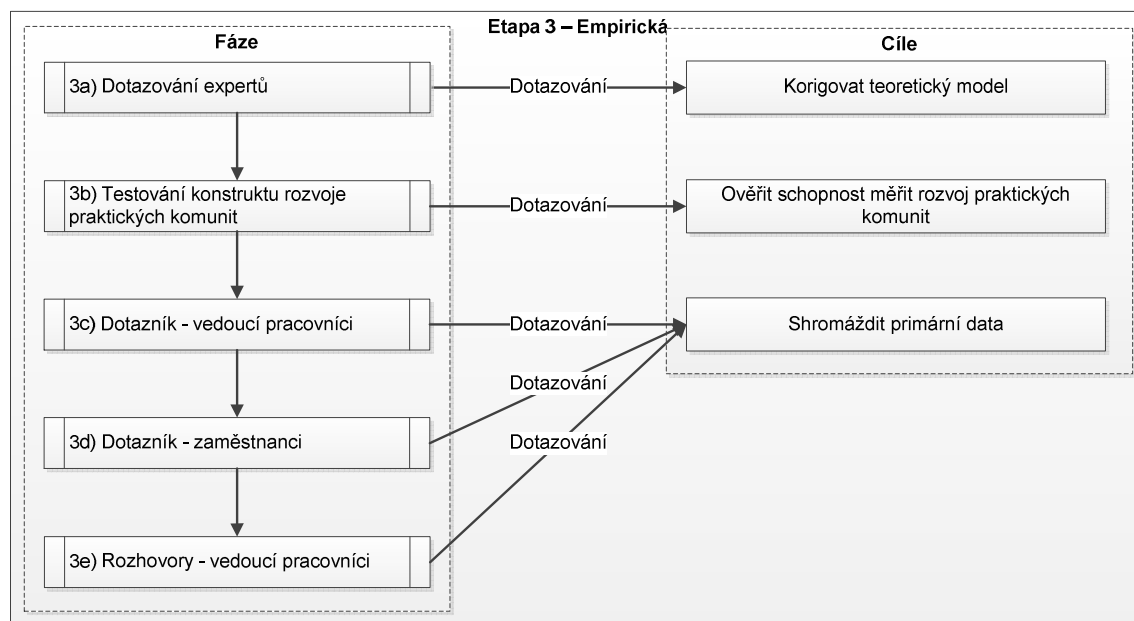 Etapa 3 – Empirická
Fáze
Cíle
3a) Dotazování expertů
Dotazování
Korigovat teoretický model
3b) Testování konstruktu rozvoje
praktických komunit
Dotazování
Ověřit schopnost měřit rozvoj praktických
komunit
3c) Dotazník - vedoucí pracovníci
Dotazování
Shromáždit primární data
Dotazování
3d) Dotazník - zaměstnanci
Dotazování
3e) Rozhovory - vedoucí pracovníci